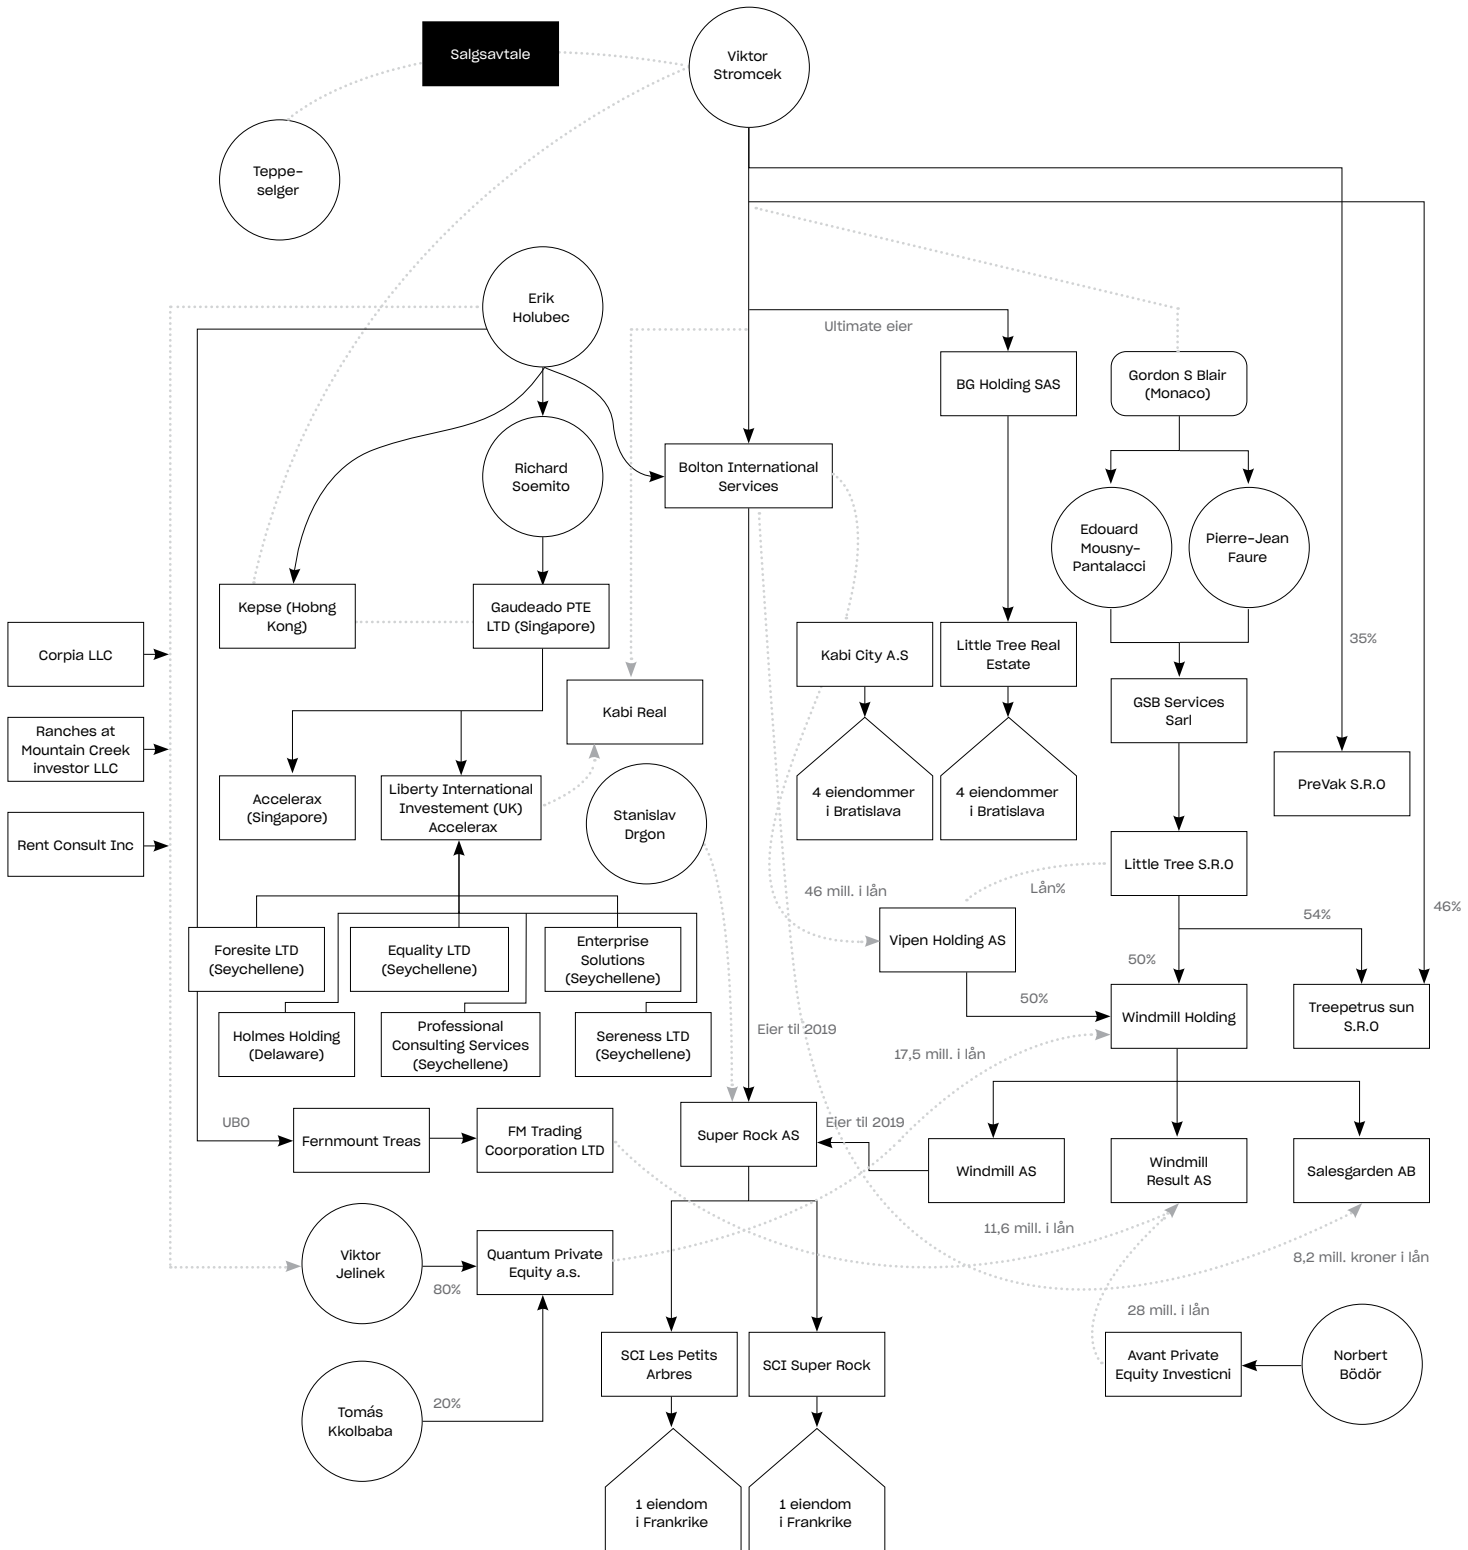 Salgsavtale
Viktor
Stromcek
Teppe-
selger
Erik
Holubec
Ultimate eier
BG Holding SAS
Gordon S Blair
(Monaco)
Richard
Soemito
Bolton International
Services
Edouard
Mousny-
Pantalacci
Pierre-Jean
Faure
Kepse (Hobng
Kong)
Gaudeado PTE
LTD (Singapore)
Corpia LLC
Kabi City A.S
Little Tree Real
Estate
35%
Kabi Real
GSB Services
Sarl
Ranches at
Mountain Creek
investor LLC
Accelerax
(Singapore)
Liberty International
Investement (UK)
Accelerax
Stanislav
Drgon
4 eiendommer
i Bratislava
4 eiendommer
i Bratislava
PreVak S.R.O
Rent Consult Inc
Little Tree S.R.O
46 mill. i lån
Lån%
54%
46%
Foresite LTD
(Seychellene)
Equality LTD
(Seychellene)
Enterprise
Solutions
(Seychellene)
Vipen Holding AS
50%
50%
Holmes Holding
(Delaware)
Professional
Consulting Services
(Seychellene)
Sereness LTD
(Seychellene)
Eier til 2019
Windmill Holding
Treepetrus sun
S.R.O
17,5 mill. i lån
UBO
Fernmount Treas
FM Trading
Coorporation LTD
Super Rock AS
Eier til 2019
Windmill AS
Windmill
Result AS
Salesgarden AB
11,6 mill. i lån
Viktor
Jelinek
80%
Quantum Private
Equity a.s.
8,2 mill. kroner i lån
28 mill. i lån
SCI Les Petits
Arbres
SCI Super Rock
Avant Private
Equity Investicni
Norbert
Bödör
Tomás
Kkolbaba
20%
1 eiendom
i Frankrike
1 eiendom
i Frankrike